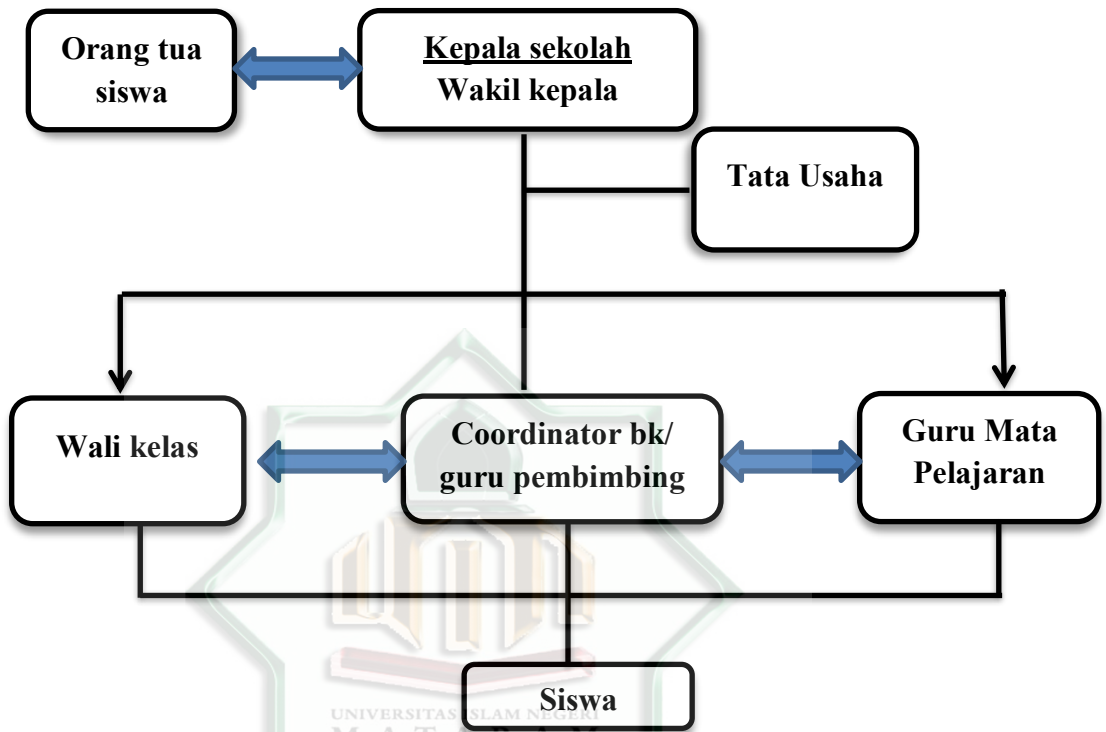 Orang tua
siswa
Kepala sekolah
Wakil kepala
Tata Usaha
Wali kelas
Coordinator bk/
guru pembimbing
Guru Mata
Pelajaran
Siswa
UNIVERSITAS ISLAM NEGERI
M A T A R A M